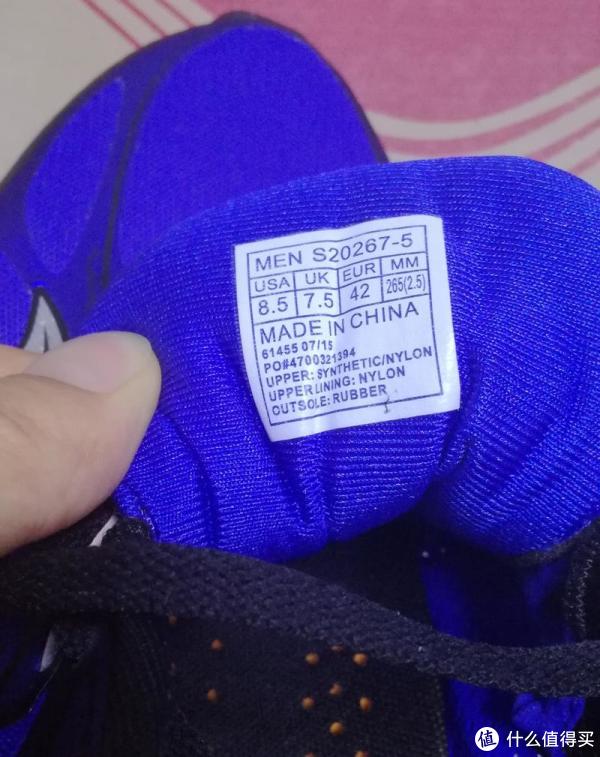 MEN S20267-5
USA UK EUR MM
8.5 7.5 42 265(2.5)
MADE IN CHINA
61455 07/15
PO#4700321394
UPPER: SYNTHETIC/NYLON
UPPER LINING: NYLON
OUTSOLE: RUBBER
值 什么值得买